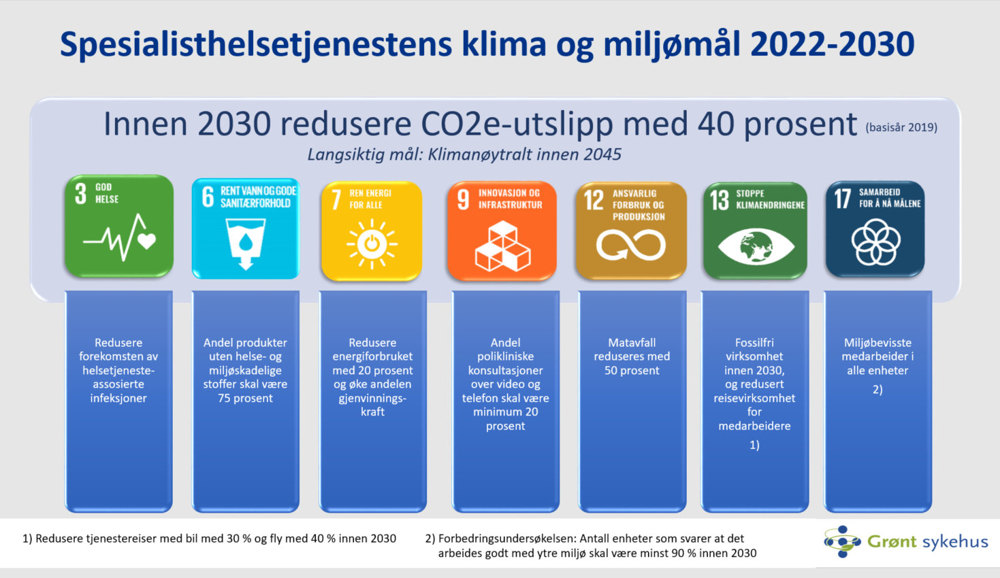 Spesialisthelsetjenestens klima og miljømål 2022-2030
Innen 2030 redusere CO2e-utslipp med 40 prosent (basisår 2019)
Langsiktig mål: Klimanøytralt innen 2045
3 GOD
HELSE
6 RENT VANN OG GODE
SANITÆRFORHOLD
7 REN ENERGI
FOR ALLE
9 INNOVASJON OG
INFRASTRUKTUR
12 ANSVARLIG
FORBRUK OG
PRODUKSJON
13 STOPPE
KLIMAENDRINGENE
17 SAMARBEID
FOR Å NÅ MÅLENE
Redusere
forekomsten av
helsetjeneste-
assosierte
infeksjoner
Andel produkter
uten helse- og
miljøskadelige
stoffer skal være
75 prosent
Redusere
energiforbruket
med 20 prosent
og øke andelen
gjenvinnings-
kraft
Andel
polikliniske
konsultasjoner
over video og
telefon skal være
minimum 20
prosent
Matavfall
reduseres med
50 prosent
Fossilfri
virksomhet
innen 2030,
og redusert
reisevirksomhet
for
medarbeidere
1)
Miljøbevisste
medarbeider i
alle enheter
2)
1) Redusere tjenestereiser med bil med 30 % og fly med 40 % innen 2030
2) Forbedringsundersøkelsen: Antall enheter som svarer at det
arbeides godt med ytre miljø skal være minst 90 % innen 2030
Grønt sykehus